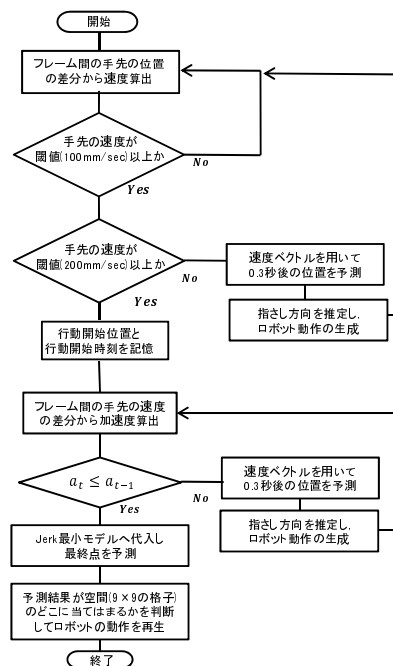 開始
フレーム間の手先の位置
の差分から速度算出
手先の速度が
閾値(100mm/sec)以上か
No
Yes
手先の速度が
閾値(200mm/sec)以上か
No
Yes
速度ベクトルを用いて
0.3秒後の位置を予測
指さし方向を推定し,
ロボット動作の生成
行動開始位置と
行動開始時刻を記憶
フレーム間の手先の速度
の差分から加速度算出
a_t ≤ a_{t-1}
No
Yes
速度ベクトルを用いて
0.3秒後の位置を予測
指さし方向を推定し,
ロボット動作の生成
Jerk最小モデルへ代入し
最終点を予測
予測結果が空間(9×9の格子)
のどこに当てはまるかを判断
してロボットの動作を再生
終了